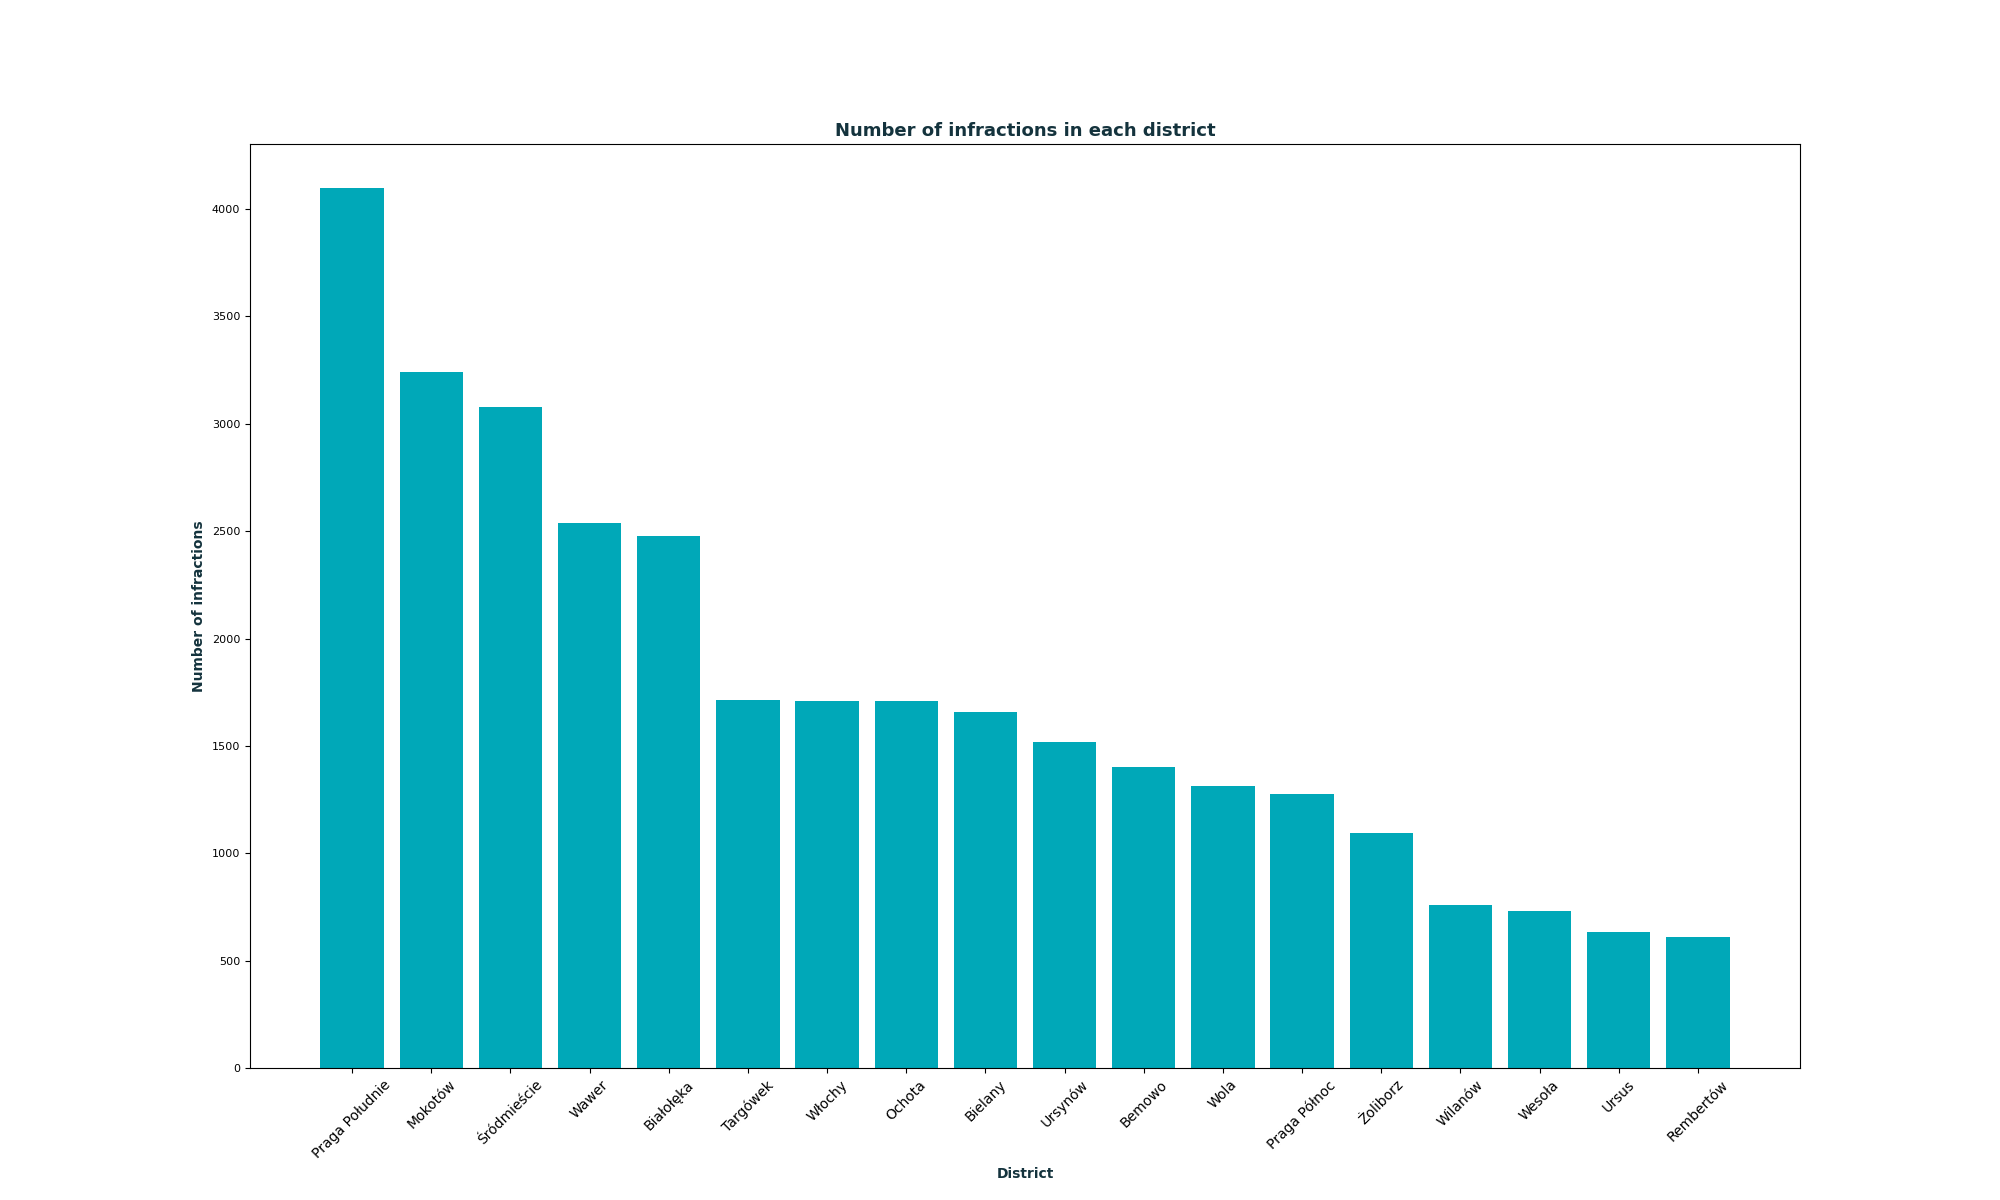 Number of infractions in each district
Number of infractions
4000
3500
3000
2500
2000
1500
1000
500
0
Praga Południe
Mokotów
Śródmieście
Wawer
Białołęka
Targówek
Włochy
Ochota
Bielany
Ursynów
Bemowo
Wola
Praga Północ
Żoliborz
Wilanów
Wesoła
Ursus
Rembertów
District